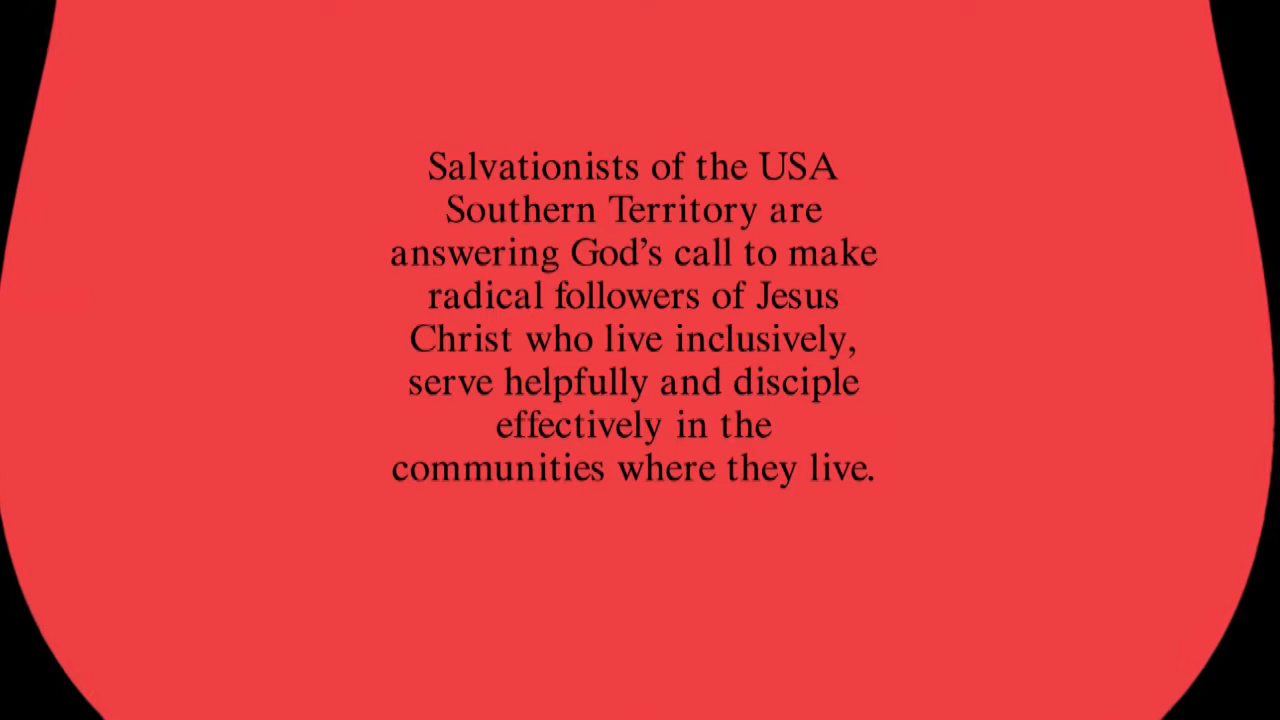 Salvationists of the USA
Southern Territory are
answering God’s call to make
radical followers of Jesus
Christ who live inclusively,
serve helpfully and disciple
effectively in the
communities where they live.